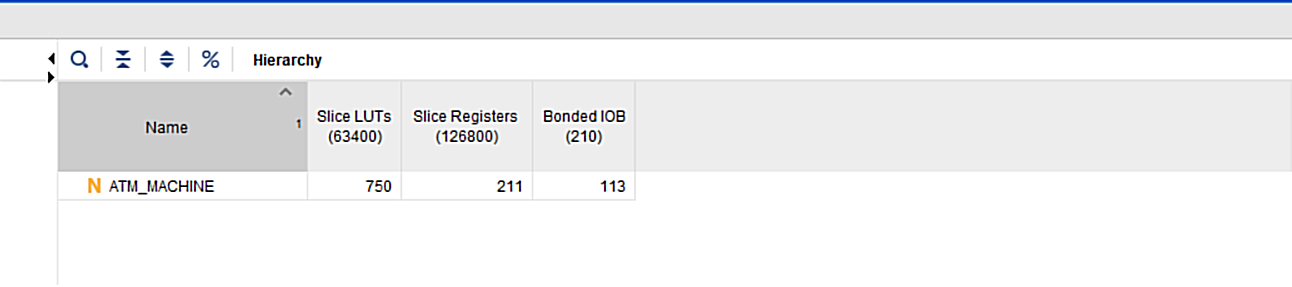 % Hierarchy
Name 1 Slice LUTs Slice Registers Bonded IOB
(63400) (126800) (210)
N ATM_MACHINE 750 211 113